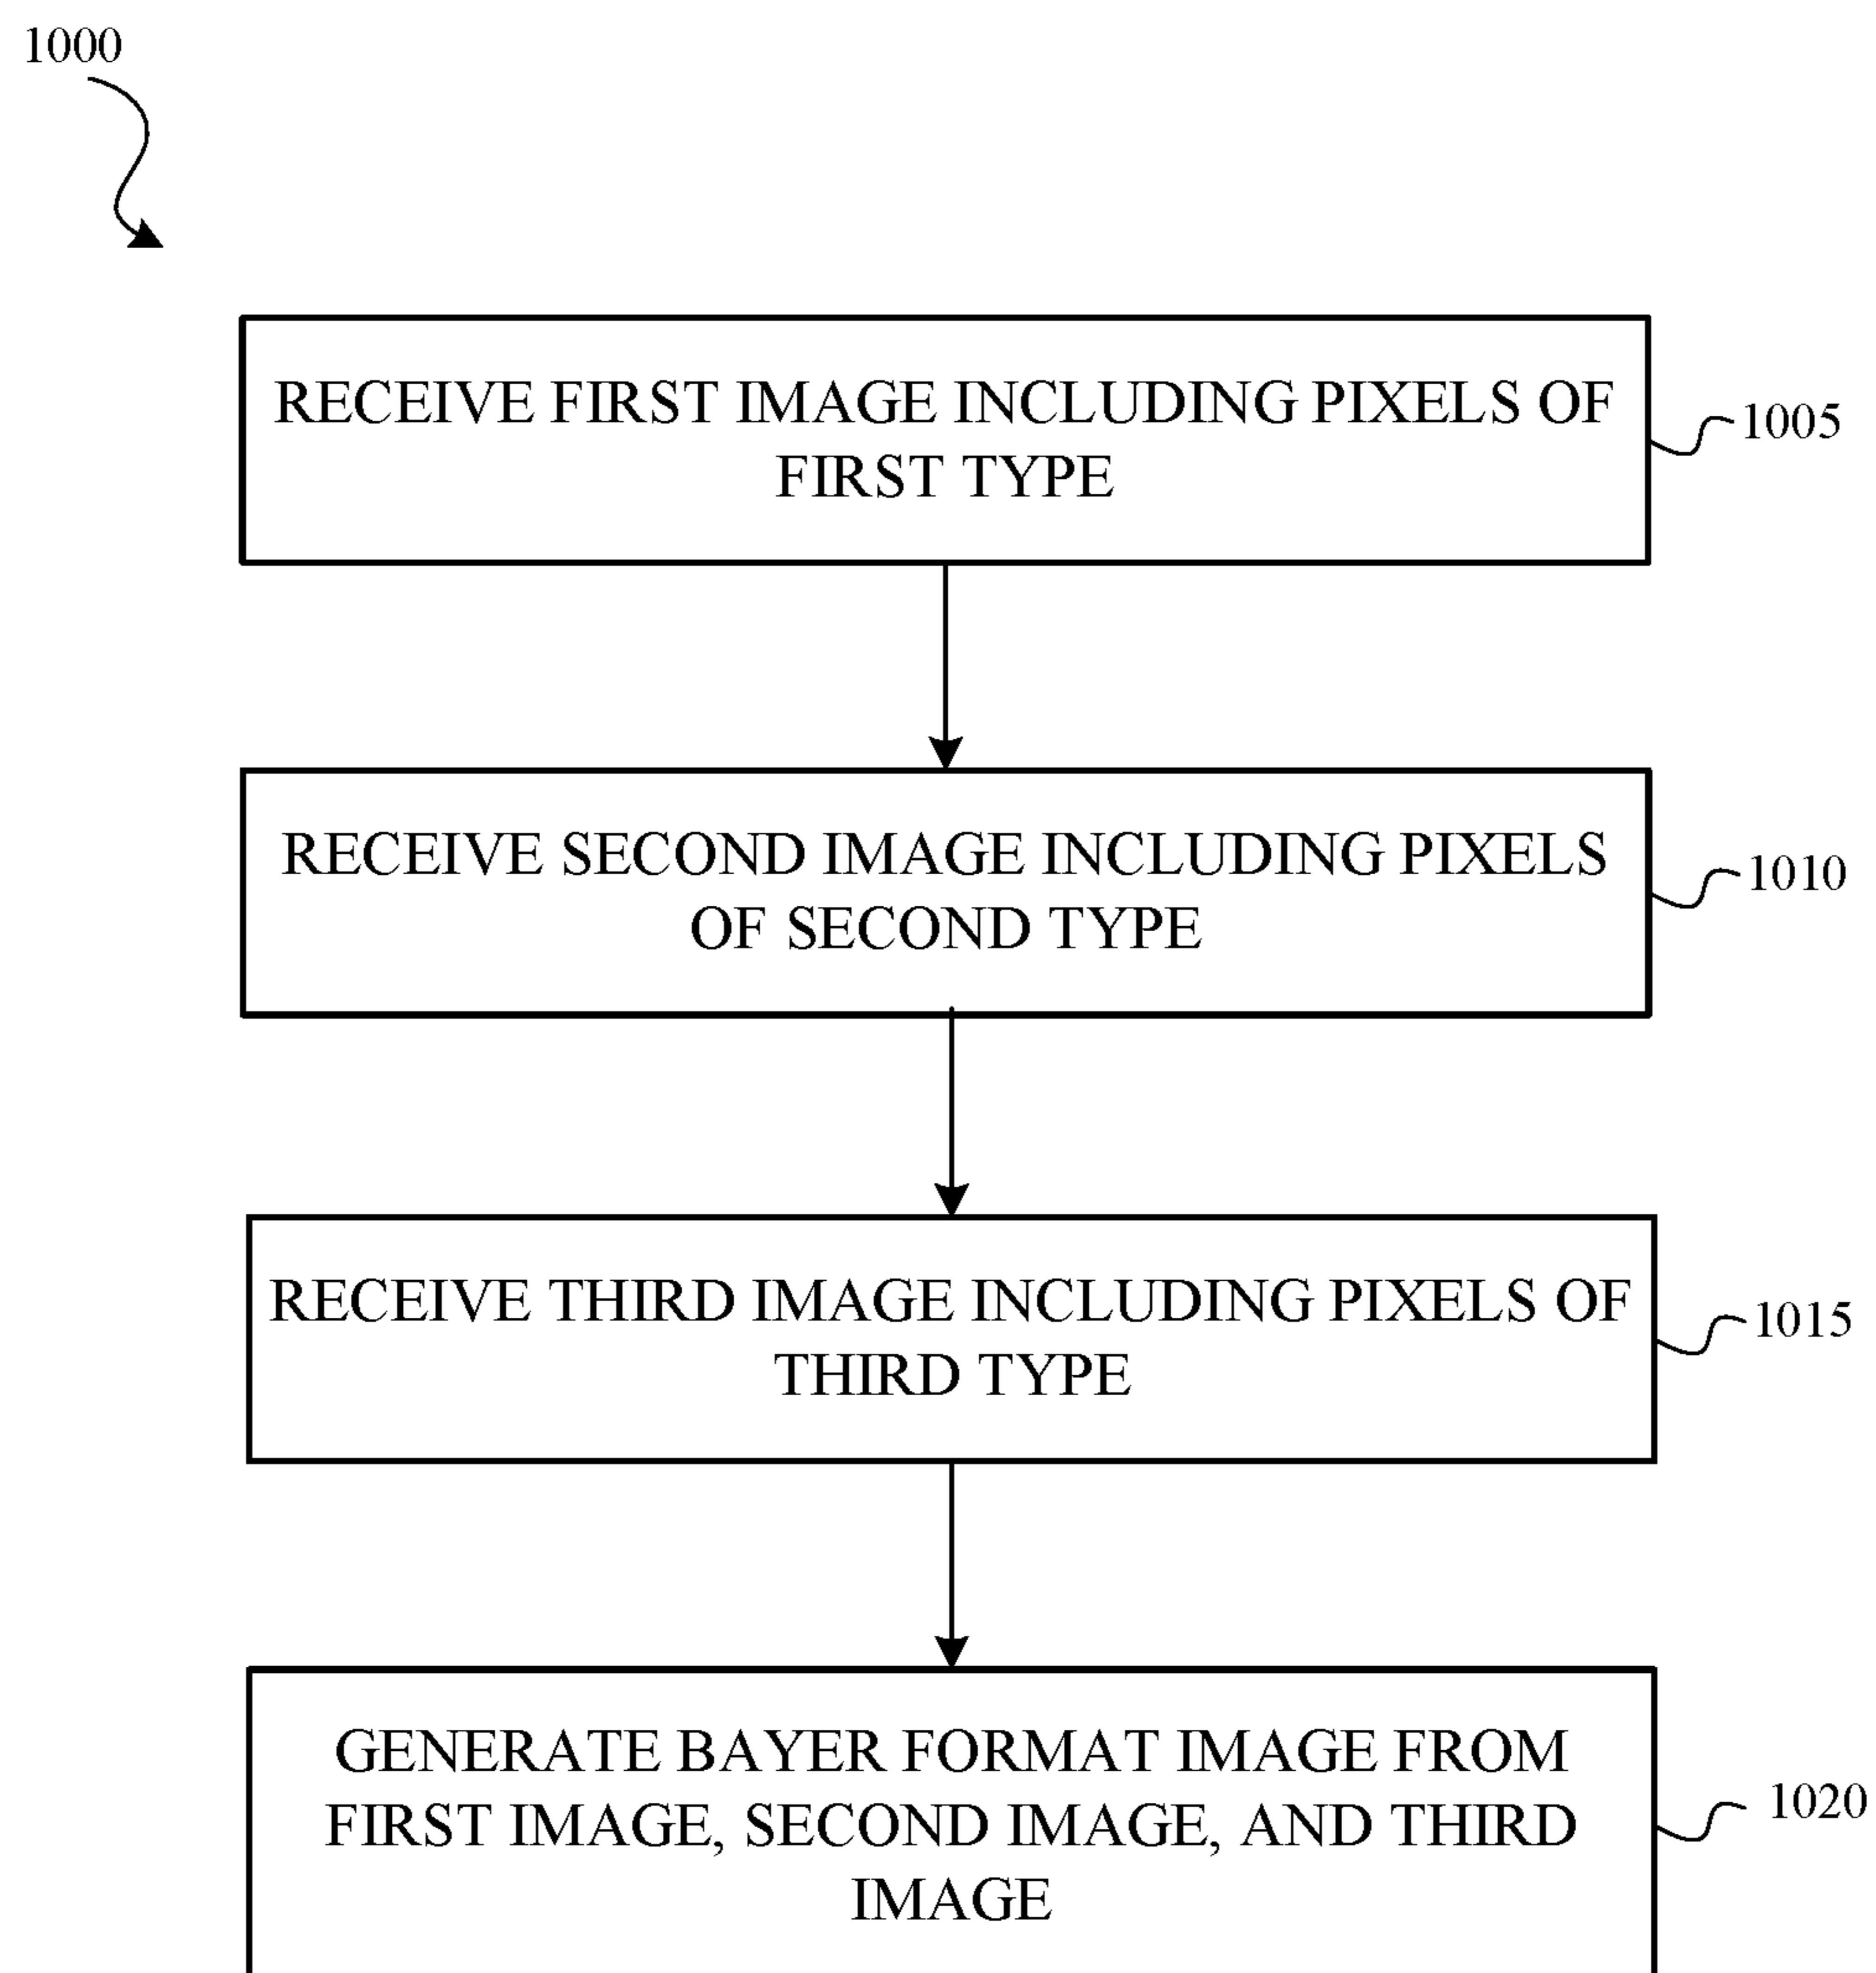 1000
RECEIVE FIRST IMAGE INCLUDING PIXELS OF
FIRST TYPE
1005
RECEIVE SECOND IMAGE INCLUDING PIXELS
OF SECOND TYPE
1010
RECEIVE THIRD IMAGE INCLUDING PIXELS OF
THIRD TYPE
1015
GENERATE BAYER FORMAT IMAGE FROM
FIRST IMAGE, SECOND IMAGE, AND THIRD
IMAGE
1020